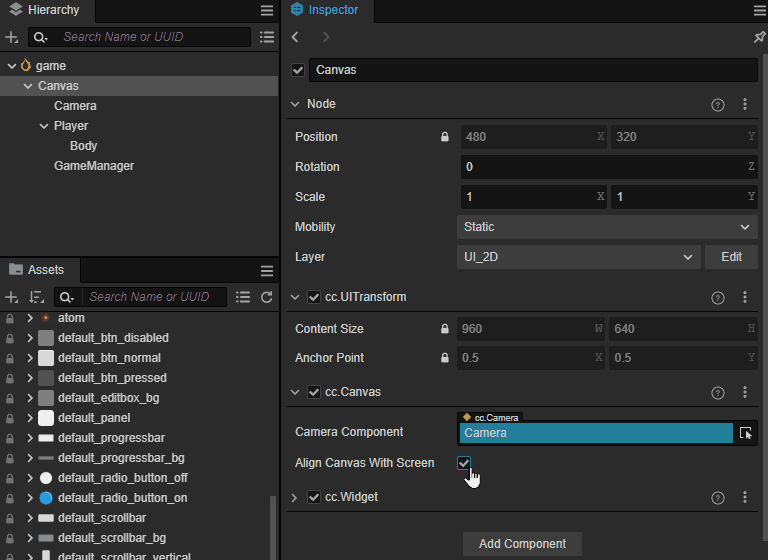 Hierarchy
Search Name or UUID
game
Canvas
Camera
Player
Body
GameManager
Assets
Search Name or UUID
atom
default_btn_disabled
default_btn_normal
default_btn_pressed
default_editbox_bg
default_panel
default_progressbar
default_progressbar_bg
default_radio_button_off
default_radio_button_on
default_scrollbar
default_scrollbar_bg
default_scrollbar_vertical
Inspector
Canvas
Node
Position 480 X 320 Y
Rotation 0 Z
Scale 1 X 1 Y
Mobility Static
Layer UI_2D Edit
cc.UITransform
Content Size 960 W 640 H
Anchor Point 0.5 X 0.5 Y
cc.Canvas
cc.Camera
Camera Component Camera
Align Canvas With Screen
cc.Widget
Add Component